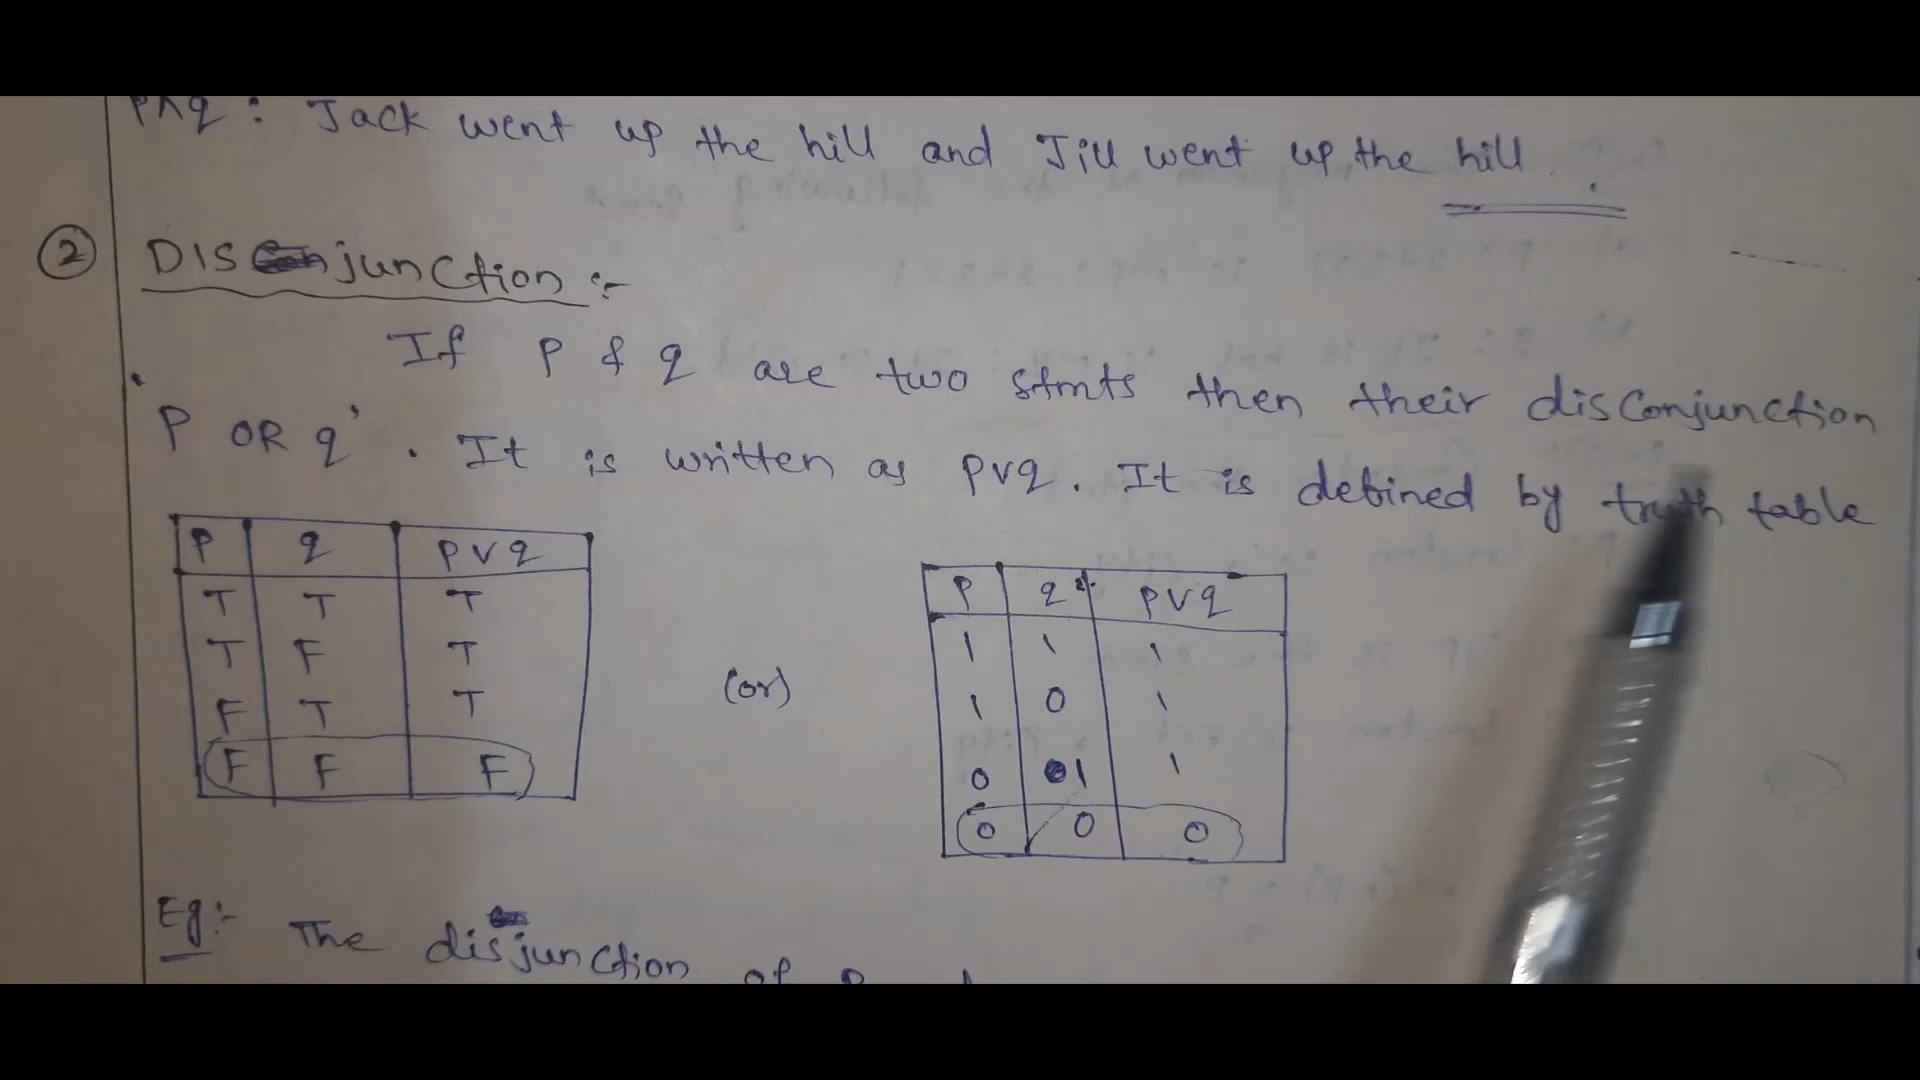 P∧q : Jack went up the hill and Jill went up the hill.
② DISjunction :-
If P & q are two stmts then their disconjunction
P OR q'. It is written as p∨q. It is defined by truth table
P q p∨q
T T T
T F T
F T T
F F F
(or)
P q p∨q
1 1 1
1 0 1
0 1 1
0 0 0
Eg:- The disjunction of P